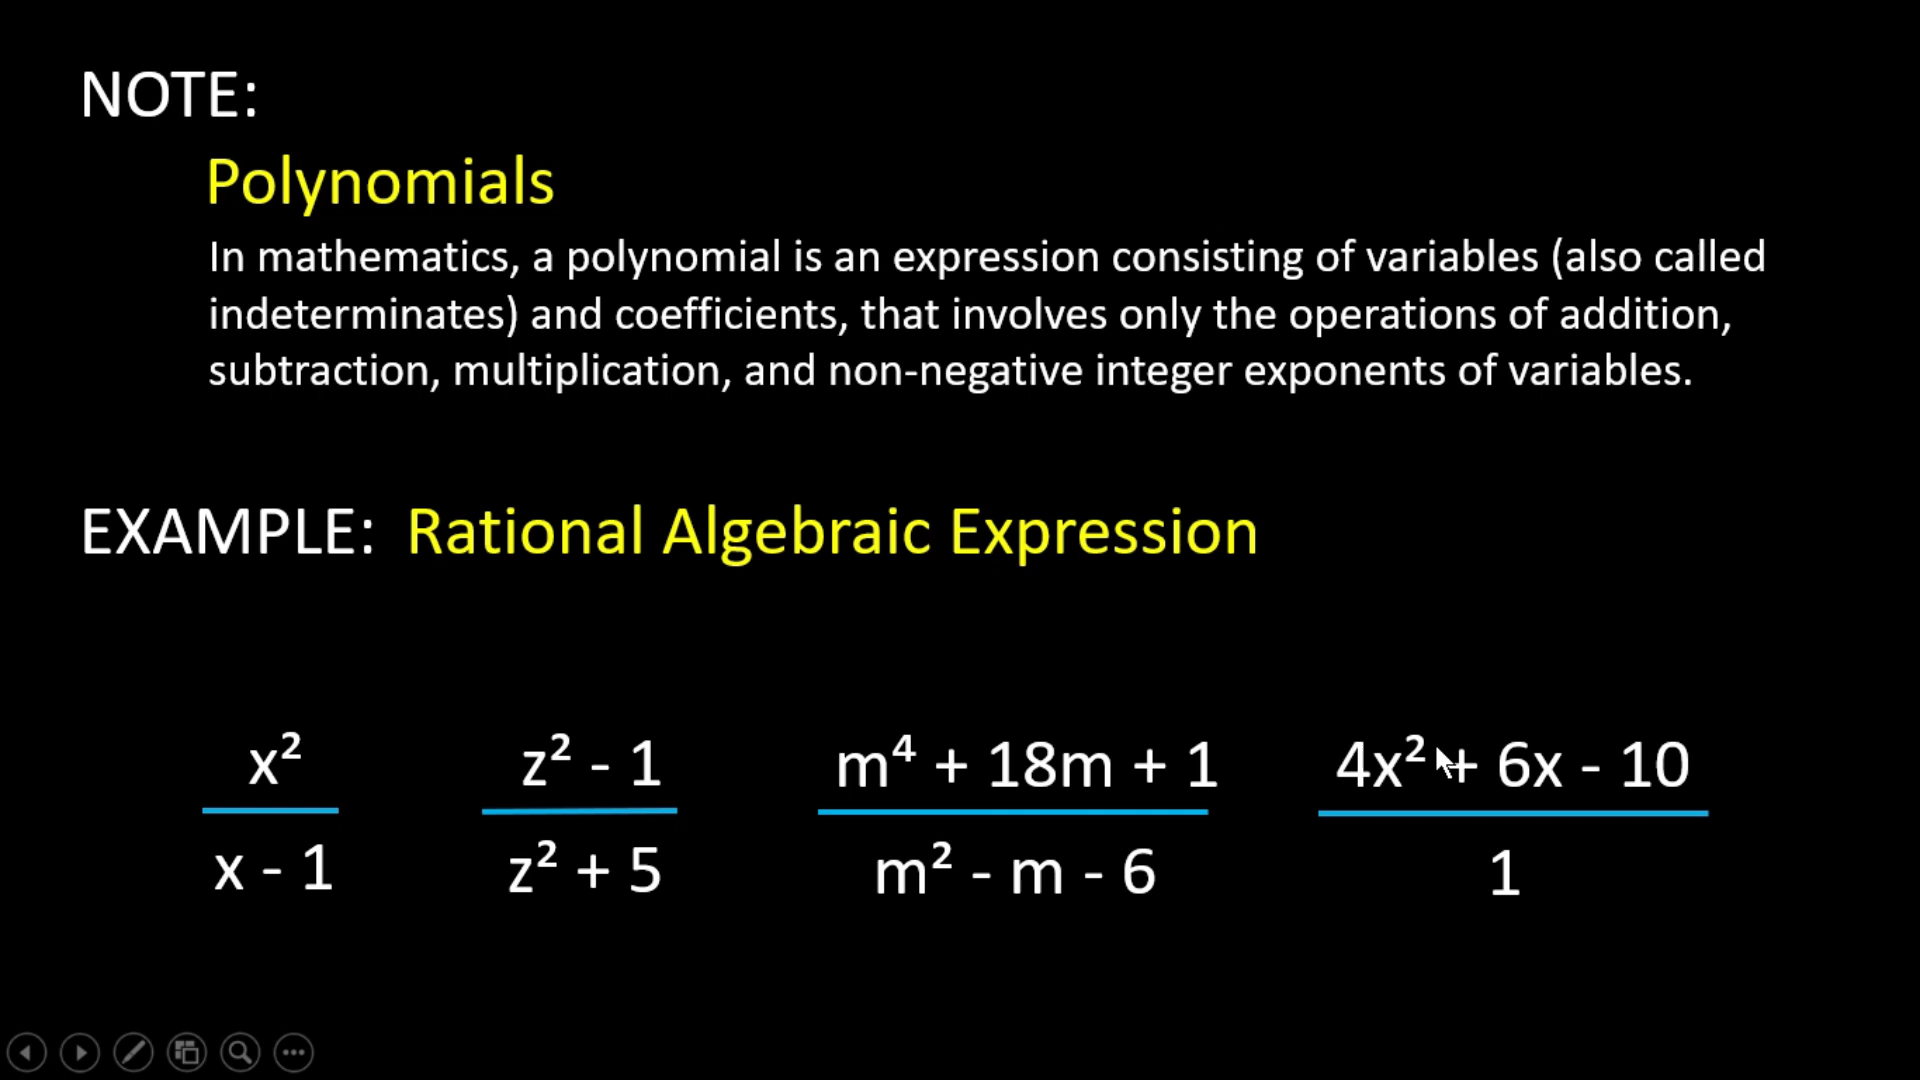 NOTE:
Polynomials
In mathematics, a polynomial is an expression consisting of variables (also called
indeterminates) and coefficients, that involves only the operations of addition,
subtraction, multiplication, and non-negative integer exponents of variables.
EXAMPLE: Rational Algebraic Expression
x² z² - 1 m⁴ + 18m + 1 4x² + 6x - 10
x - 1 z² + 5 m² - m - 6 1